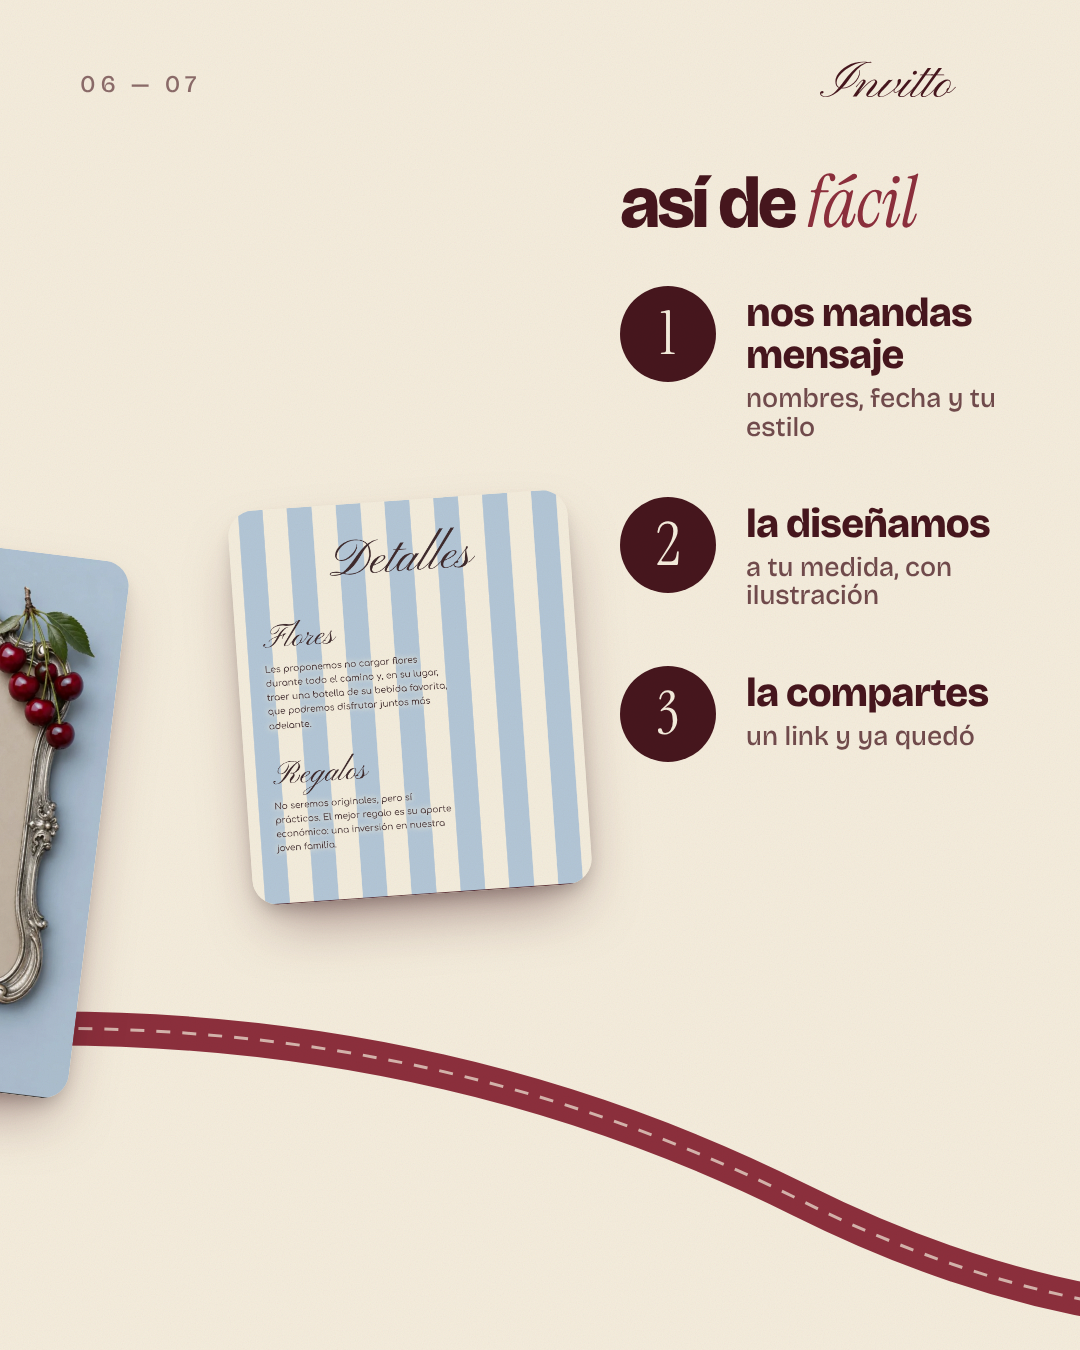 06 — 07
Invitto
así de fácil
1
nos mandas
mensaje
nombres, fecha y tu
estilo
2
la diseñamos
a tu medida, con
ilustración
3
la compartes
un link y ya quedó
Detalles
Flores
Les proponemos no cargar flores
durante todo el camino y, en su lugar,
traer una botella de su bebida favorita,
que podremos disfrutar juntos más
adelante.
Regalos
No seremos originales, pero sí
prácticos. El mejor regalo es su aporte
económico: una inversión en nuestra
joven familia.